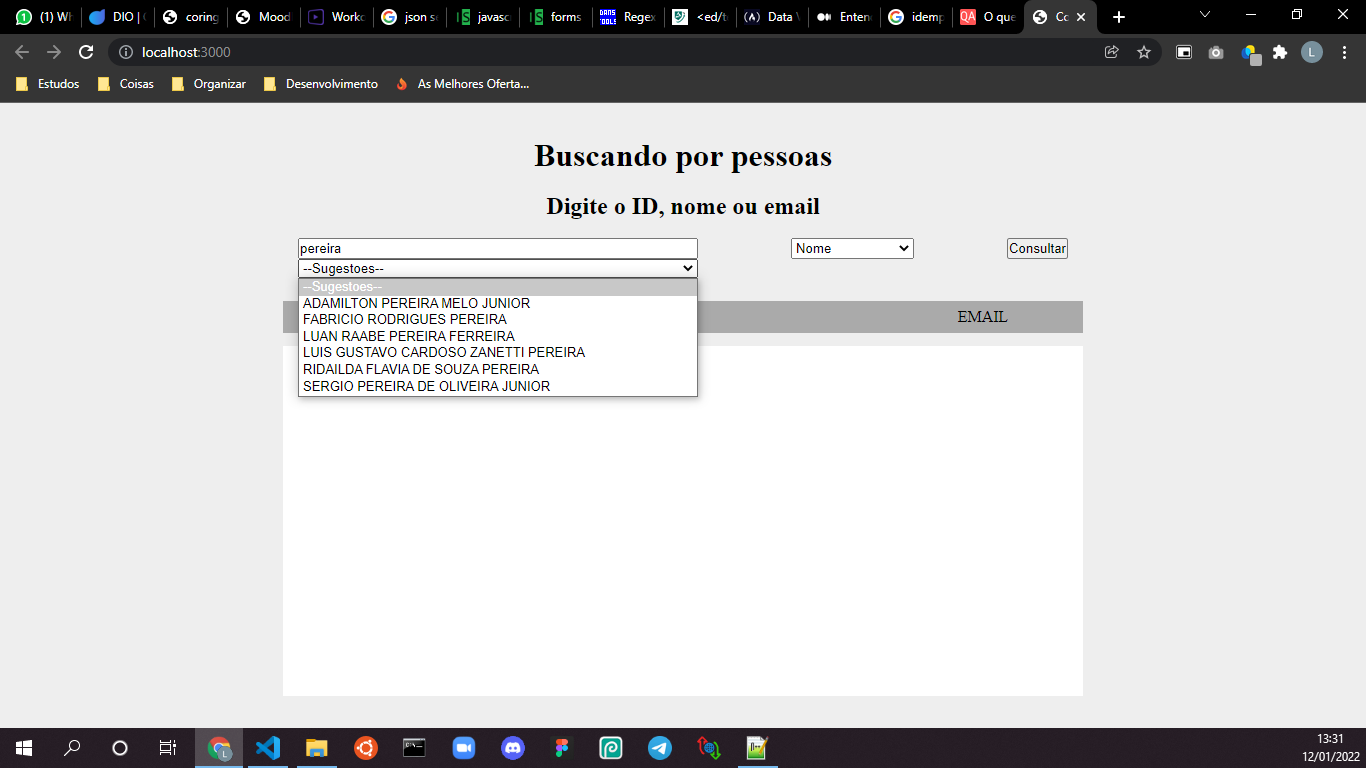 (1) Wh DIO | coring Mood Workc json se javasc forms Regex <ed/t Data Enten idemp O que Co
localhost:3000
Estudos Coisas Organizar Desenvolvimento As Melhores Oferta...
Buscando por pessoas
Digite o ID, nome ou email
pereira Nome Consultar
--Sugestoes--
--Sugestoes--
ADAMILTON PEREIRA MELO JUNIOR
FABRICIO RODRIGUES PEREIRA
EMAIL
LUAN RAABE PEREIRA FERREIRA
LUIS GUSTAVO CARDOSO ZANETTI PEREIRA
RIDAILDA FLAVIA DE SOUZA PEREIRA
SERGIO PEREIRA DE OLIVEIRA JUNIOR
13:31
12/01/2022